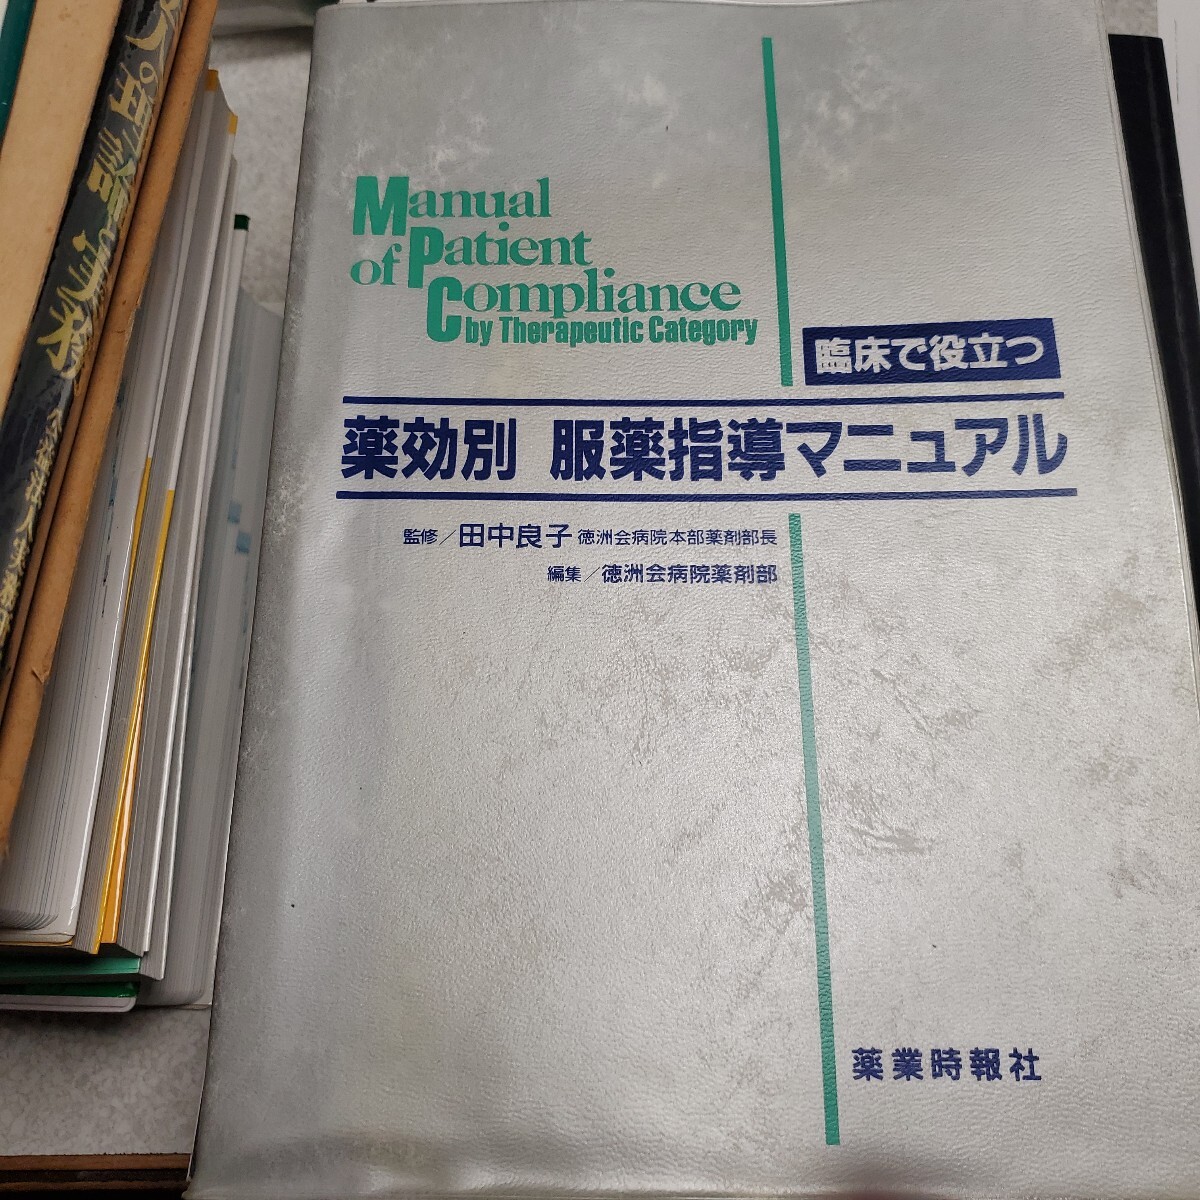 Manual
of Patient
Compliance
by Therapeutic Category
臨床で役立つ
薬効別 服薬指導マニュアル
監修/田中良子 徳洲会病院本部薬剤部長
編集/徳洲会病院薬剤部
薬業時報社